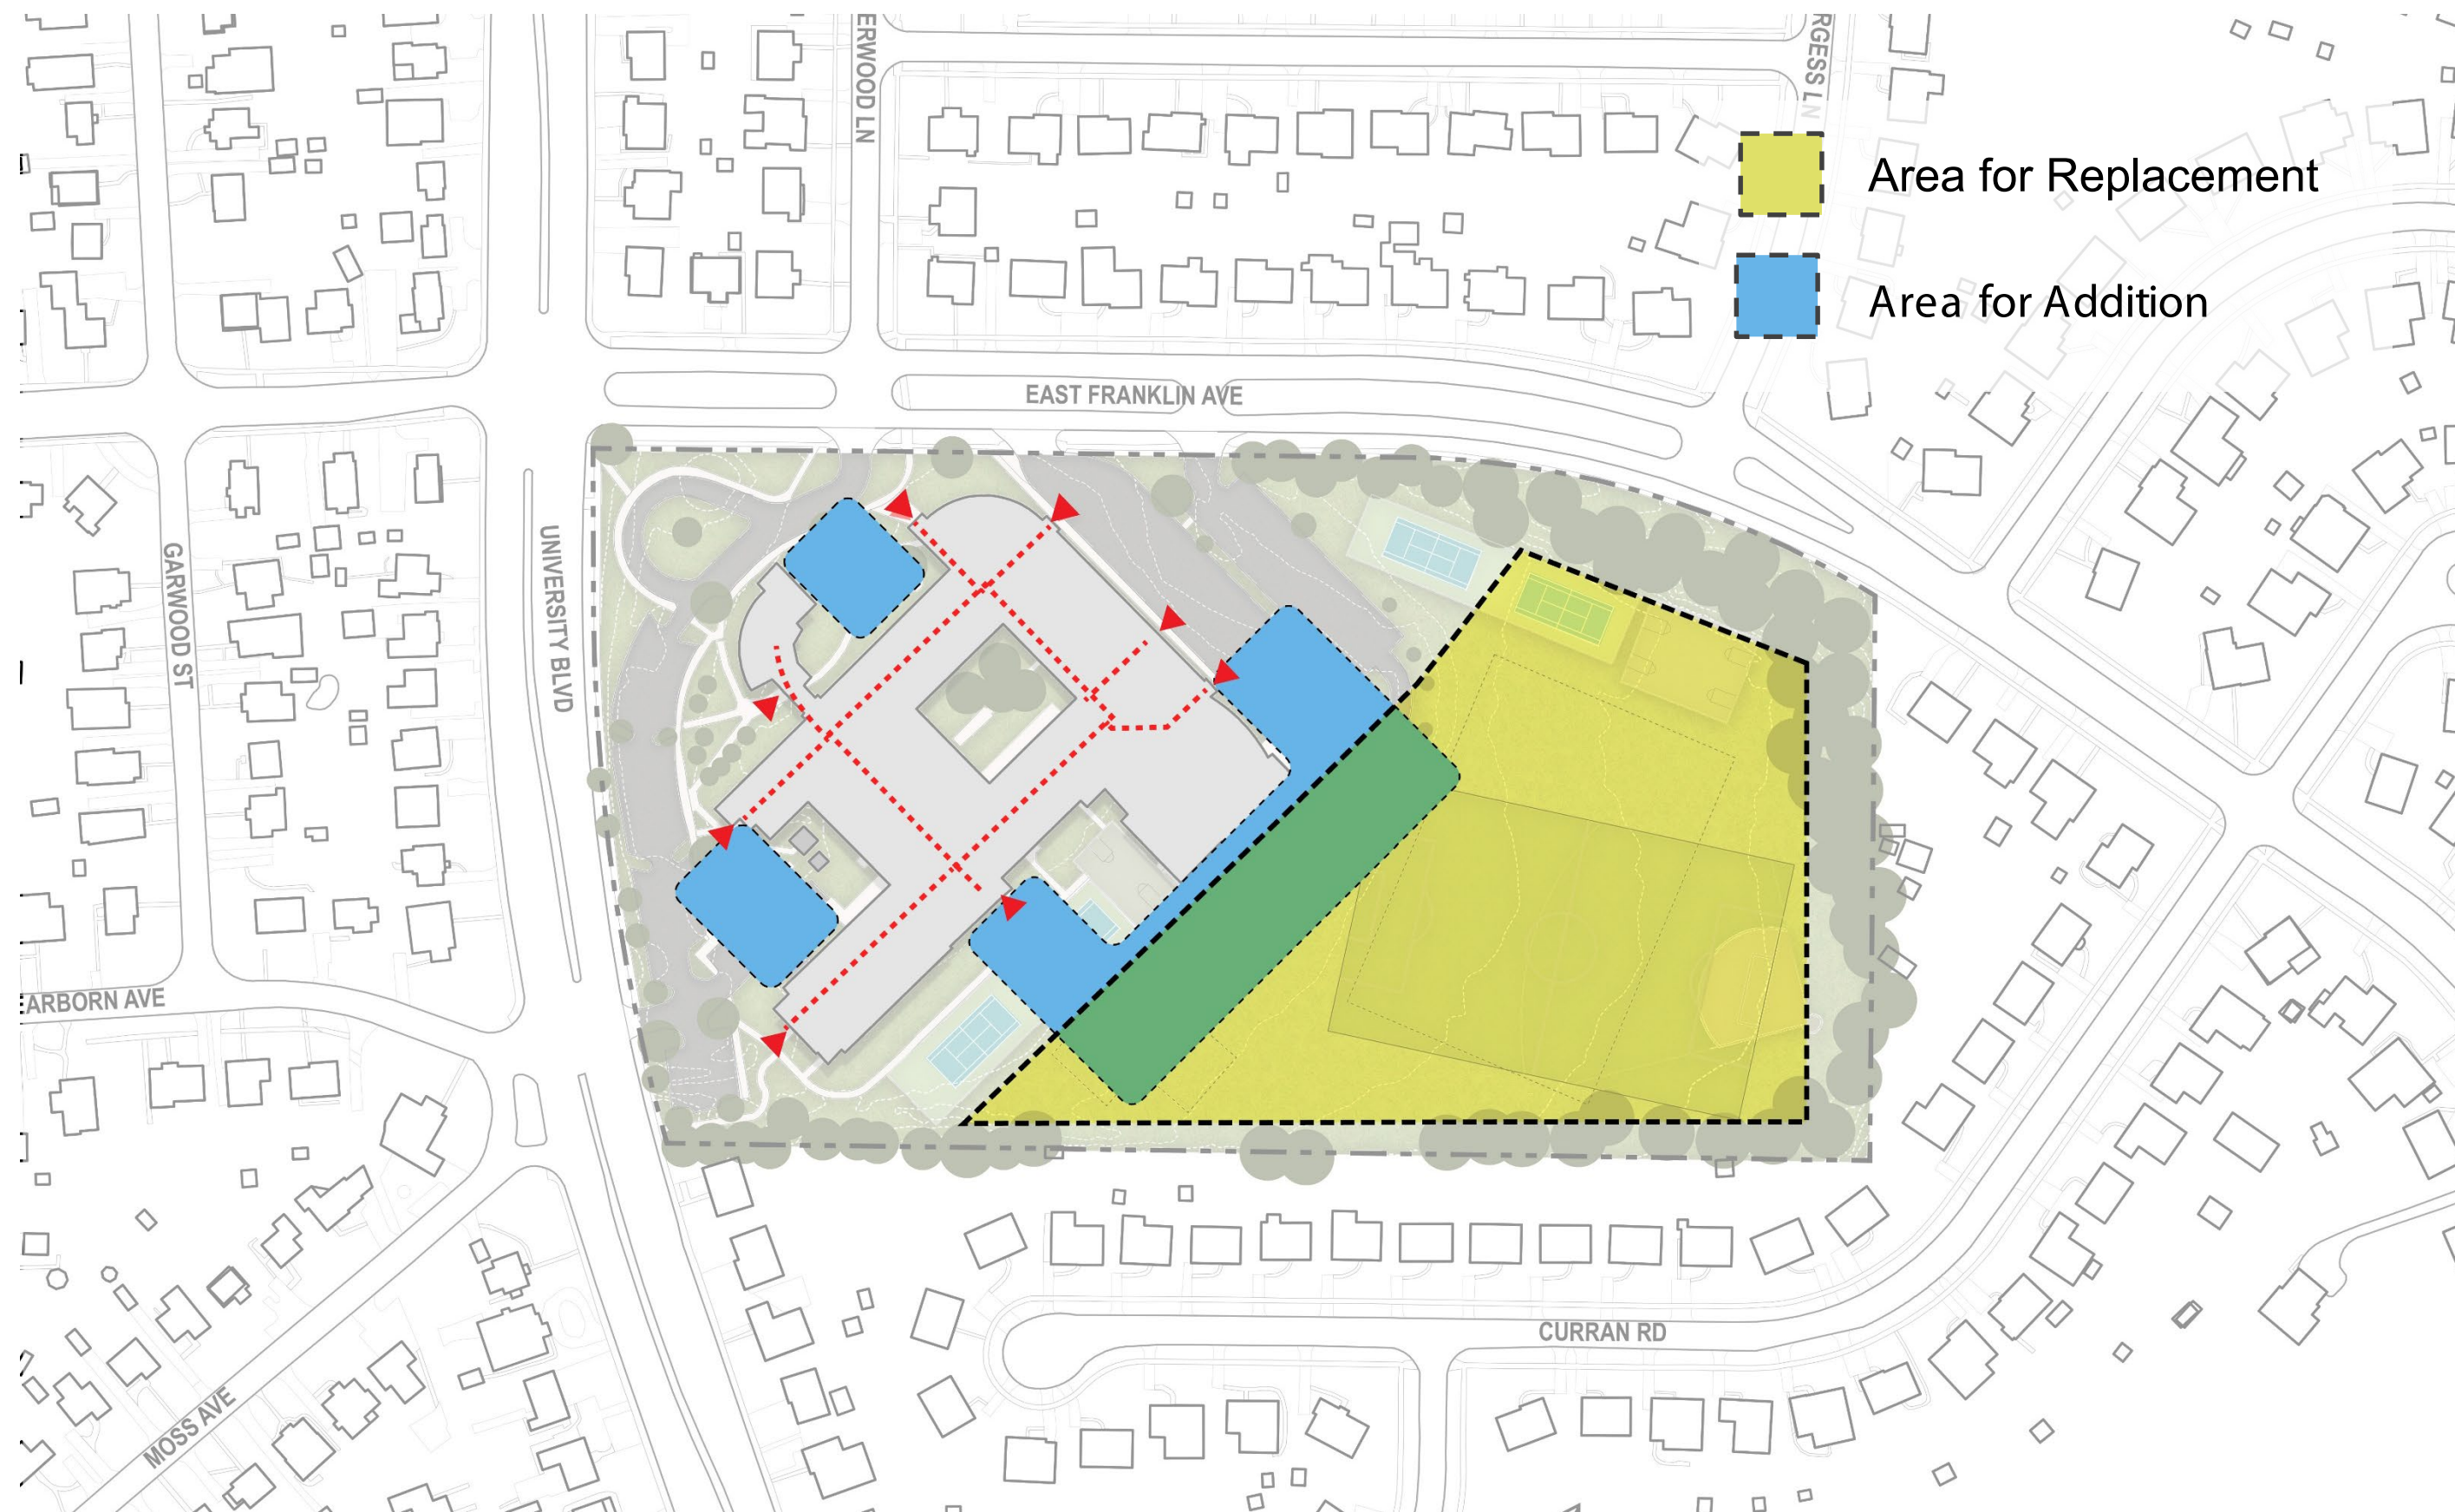 ERWOOD LN
RGESS LN
Area for Replacement
Area for Addition
EAST FRANKLIN AVE
GARWOOD ST
UNIVERSITY BLVD
EARBORN AVE
CURRAN RD
MOSS AVE